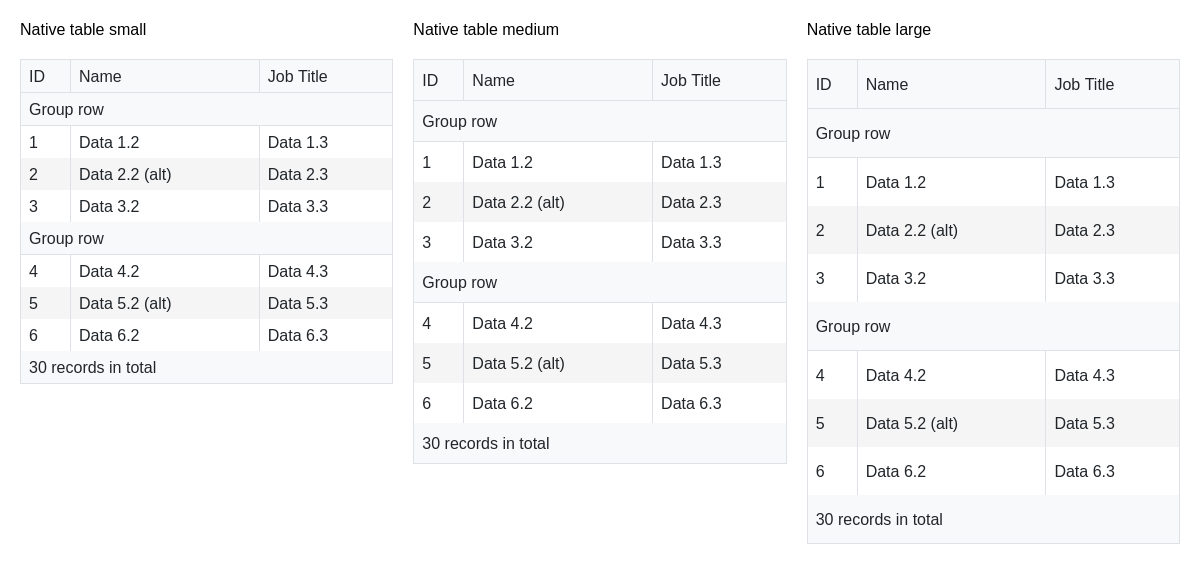 Native table small
ID Name Job Title
Group row
1 Data 1.2 Data 1.3
2 Data 2.2 (alt) Data 2.3
3 Data 3.2 Data 3.3
Group row
4 Data 4.2 Data 4.3
5 Data 5.2 (alt) Data 5.3
6 Data 6.2 Data 6.3
30 records in total
Native table medium
ID Name Job Title
Group row
1 Data 1.2 Data 1.3
2 Data 2.2 (alt) Data 2.3
3 Data 3.2 Data 3.3
Group row
4 Data 4.2 Data 4.3
5 Data 5.2 (alt) Data 5.3
6 Data 6.2 Data 6.3
30 records in total
Native table large
ID Name Job Title
Group row
1 Data 1.2 Data 1.3
2 Data 2.2 (alt) Data 2.3
3 Data 3.2 Data 3.3
Group row
4 Data 4.2 Data 4.3
5 Data 5.2 (alt) Data 5.3
6 Data 6.2 Data 6.3
30 records in total